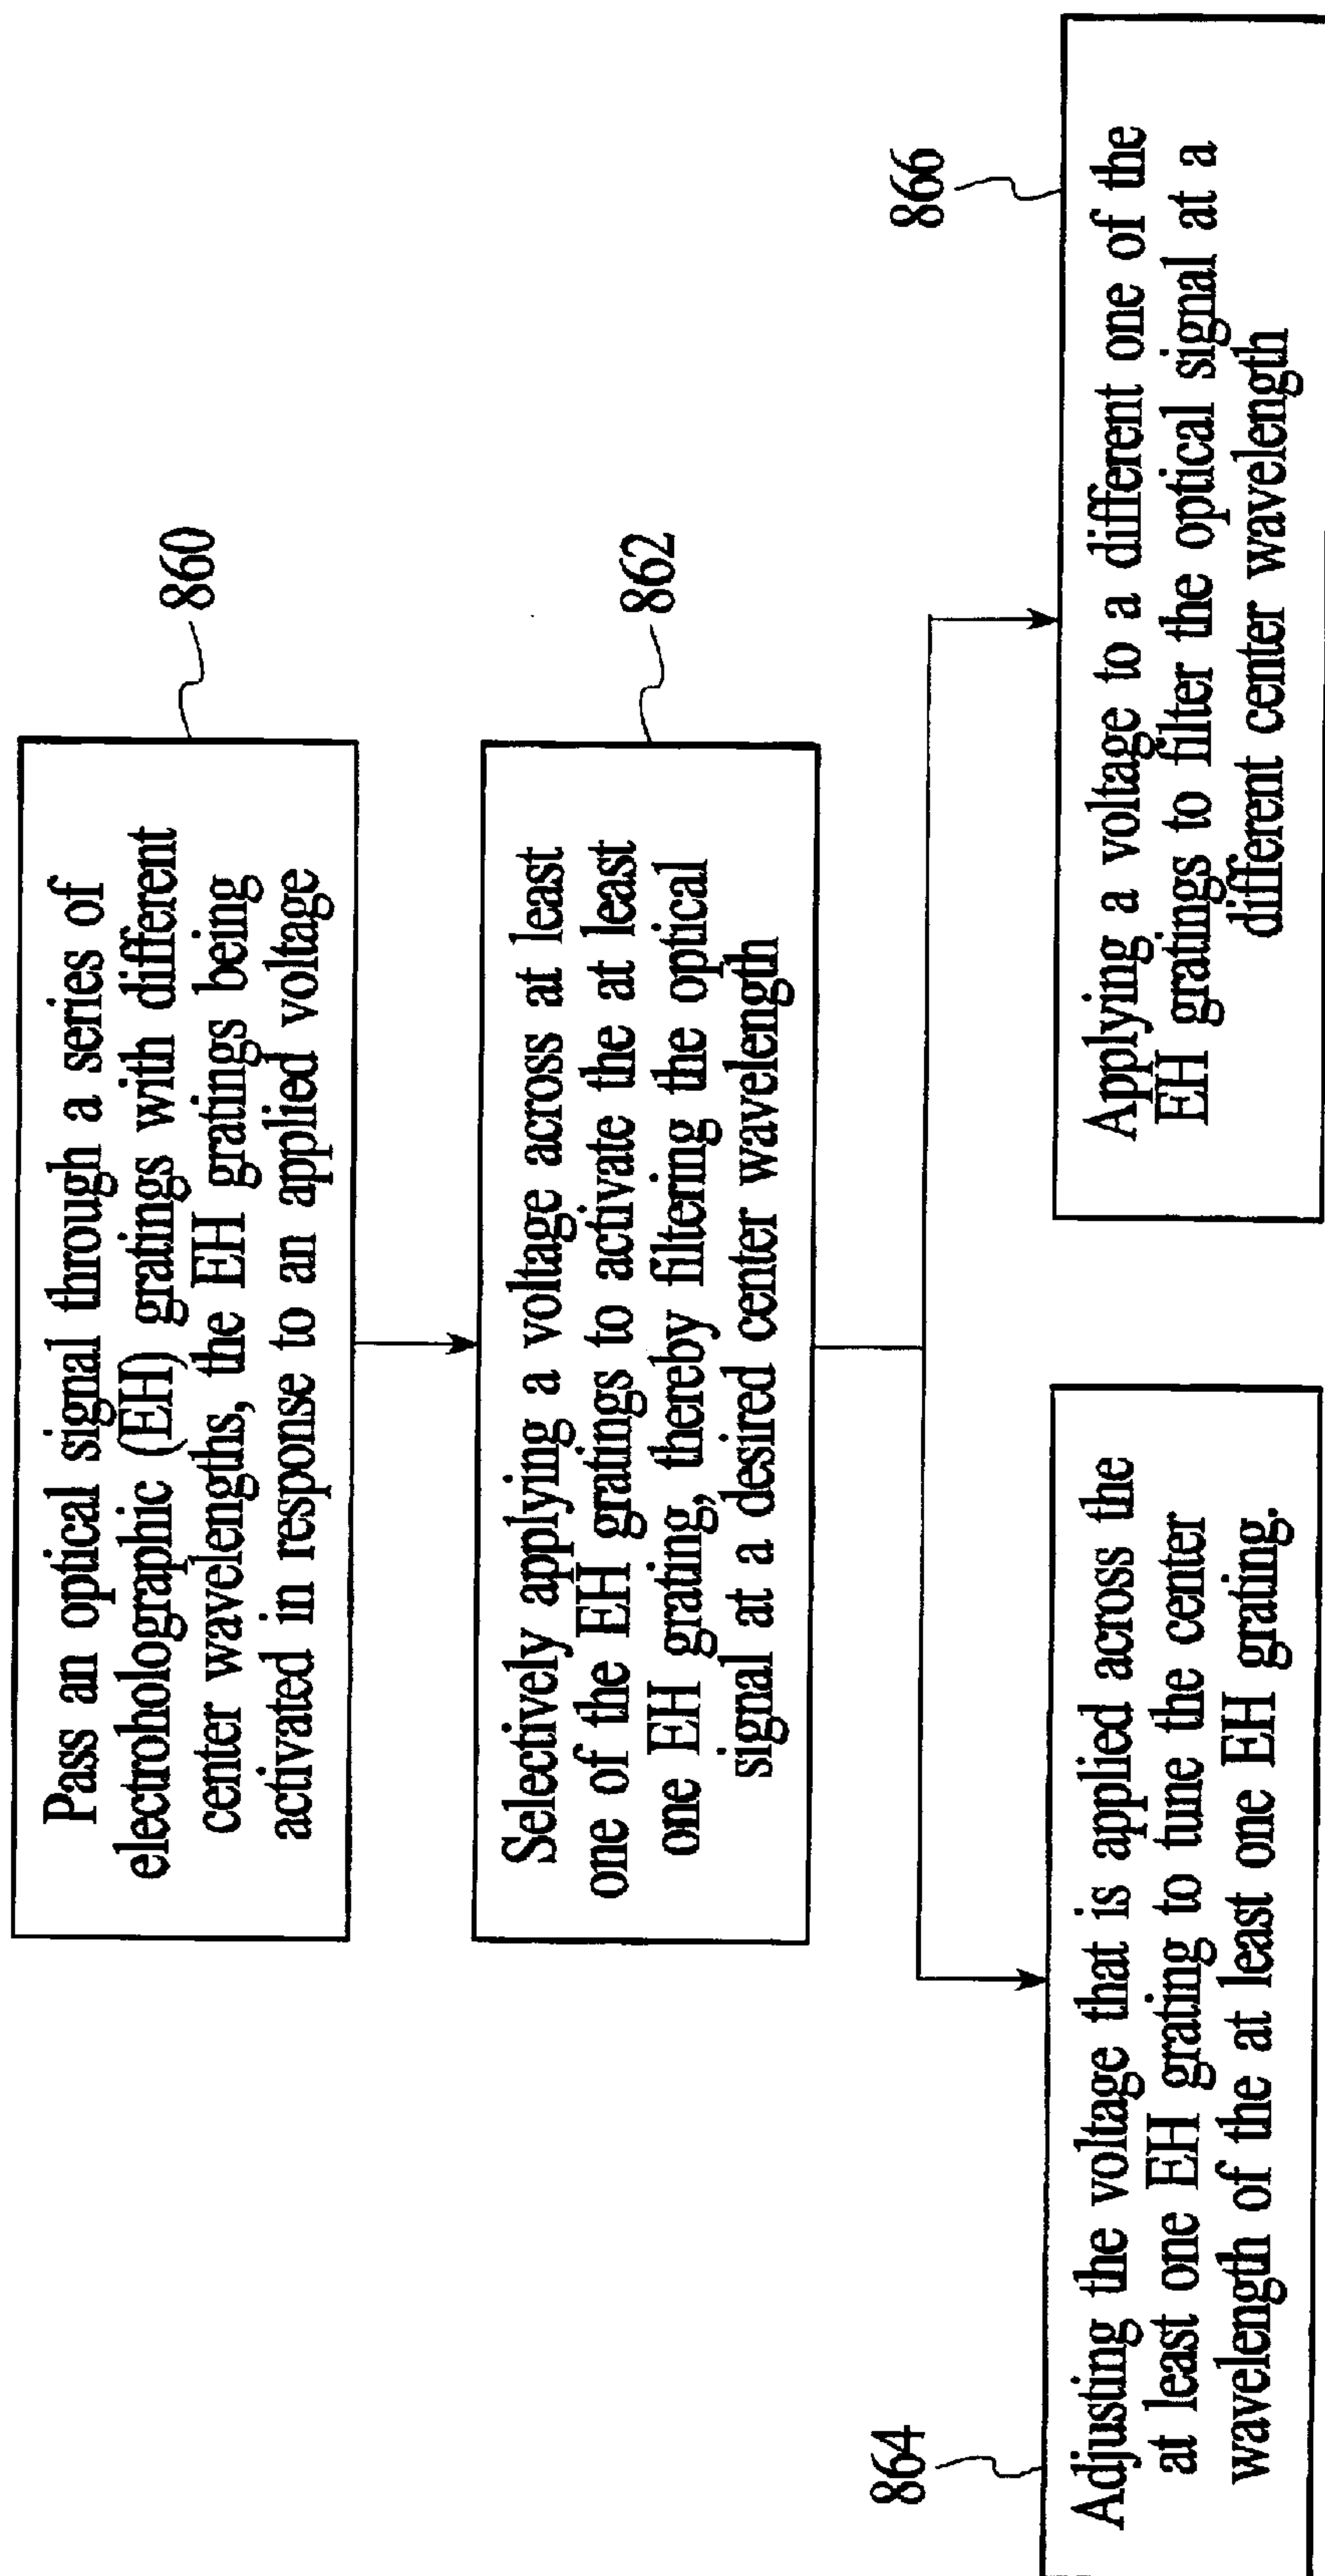 Pass an optical signal through a series of
electroholographic (EH) gratings with different
center wavelengths, the EH gratings being
activated in response to an applied voltage
860
Selectively applying a voltage across at least
one of the EH gratings to activate the at least
one EH grating, thereby filtering the optical
signal at a desired center wavelength
862
864
Adjusting the voltage that is applied across the
at least one EH grating to tune the center
wavelength of the at least one EH grating.
866
Applying a voltage to a different one of the
EH gratings to filter the optical signal at a
different center wavelength